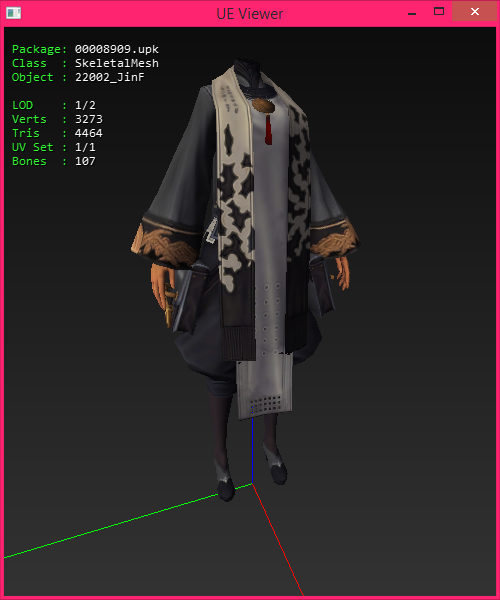 UE Viewer
Package: 00008909.upk
Class : SkeletalMesh
Object : 22002_JinF
LOD : 1/2
Verts : 3273
Tris : 4464
UV Set : 1/1
Bones : 107